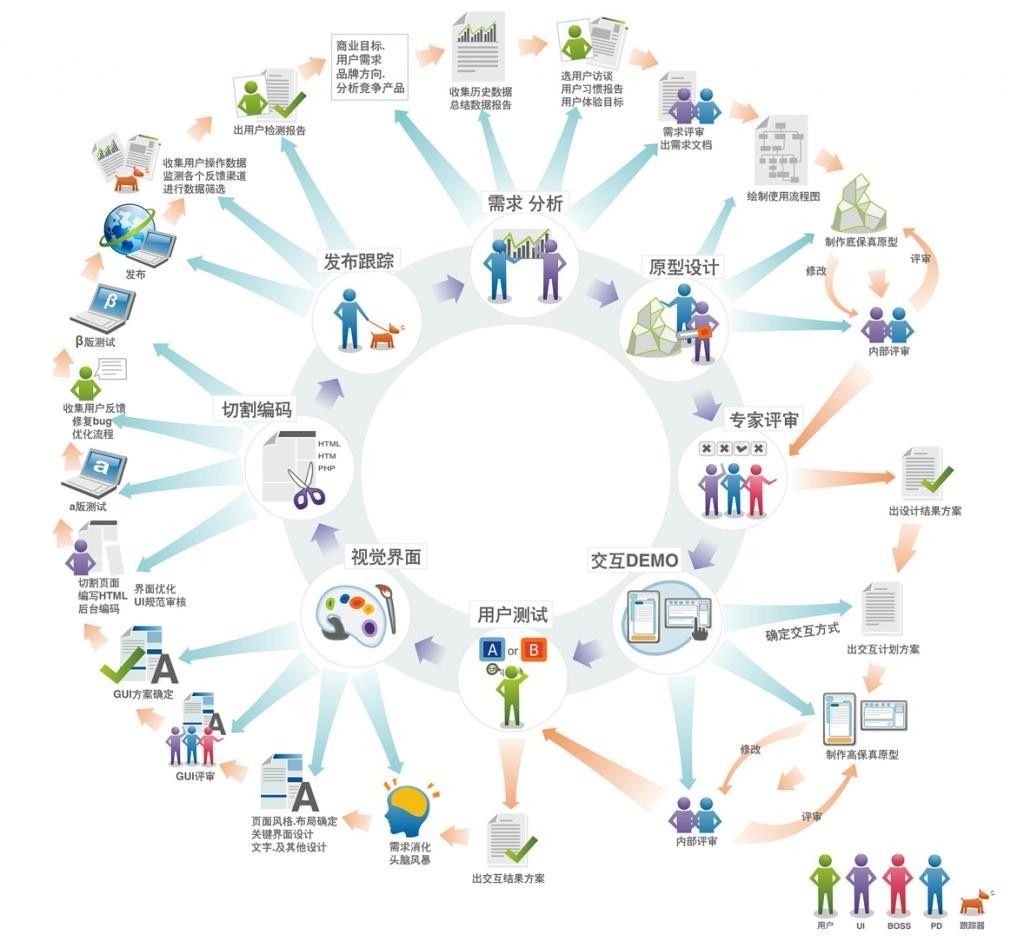 商业目标.
用户需求
品牌方向.
分析竞争产品
收集历史数据
总结数据报告
选用户访谈
用户习惯报告
用户体验目标
需求评审
出需求文档
绘制使用流程图
制作底保真原型
修改
评审
内部评审
出用户检测报告
收集用户操作数据
监测各个反馈渠道
进行数据筛选
发布
β
β版测试
收集用户反馈
修复bug
优化流程
a
a版测试
切割页面
编写HTML
后台编码
界面优化
UI规范审核
A
GUI方案确定
A
GUI评审
A
页面风格.布局确定
关键界面设计
文字.及其他设计
需求消化
头脑风暴
出交互结果方案
需求 分析
原型设计
专家评审
交互DEMO
用户测试
A or B
视觉界面
切割编码
HTML
HTM
PHP
发布跟踪
出设计结果方案
确定交互方式
出交互计划方案
制作高保真原型
修改
评审
内部评审
用户
UI
BOSS
PD
跟踪器